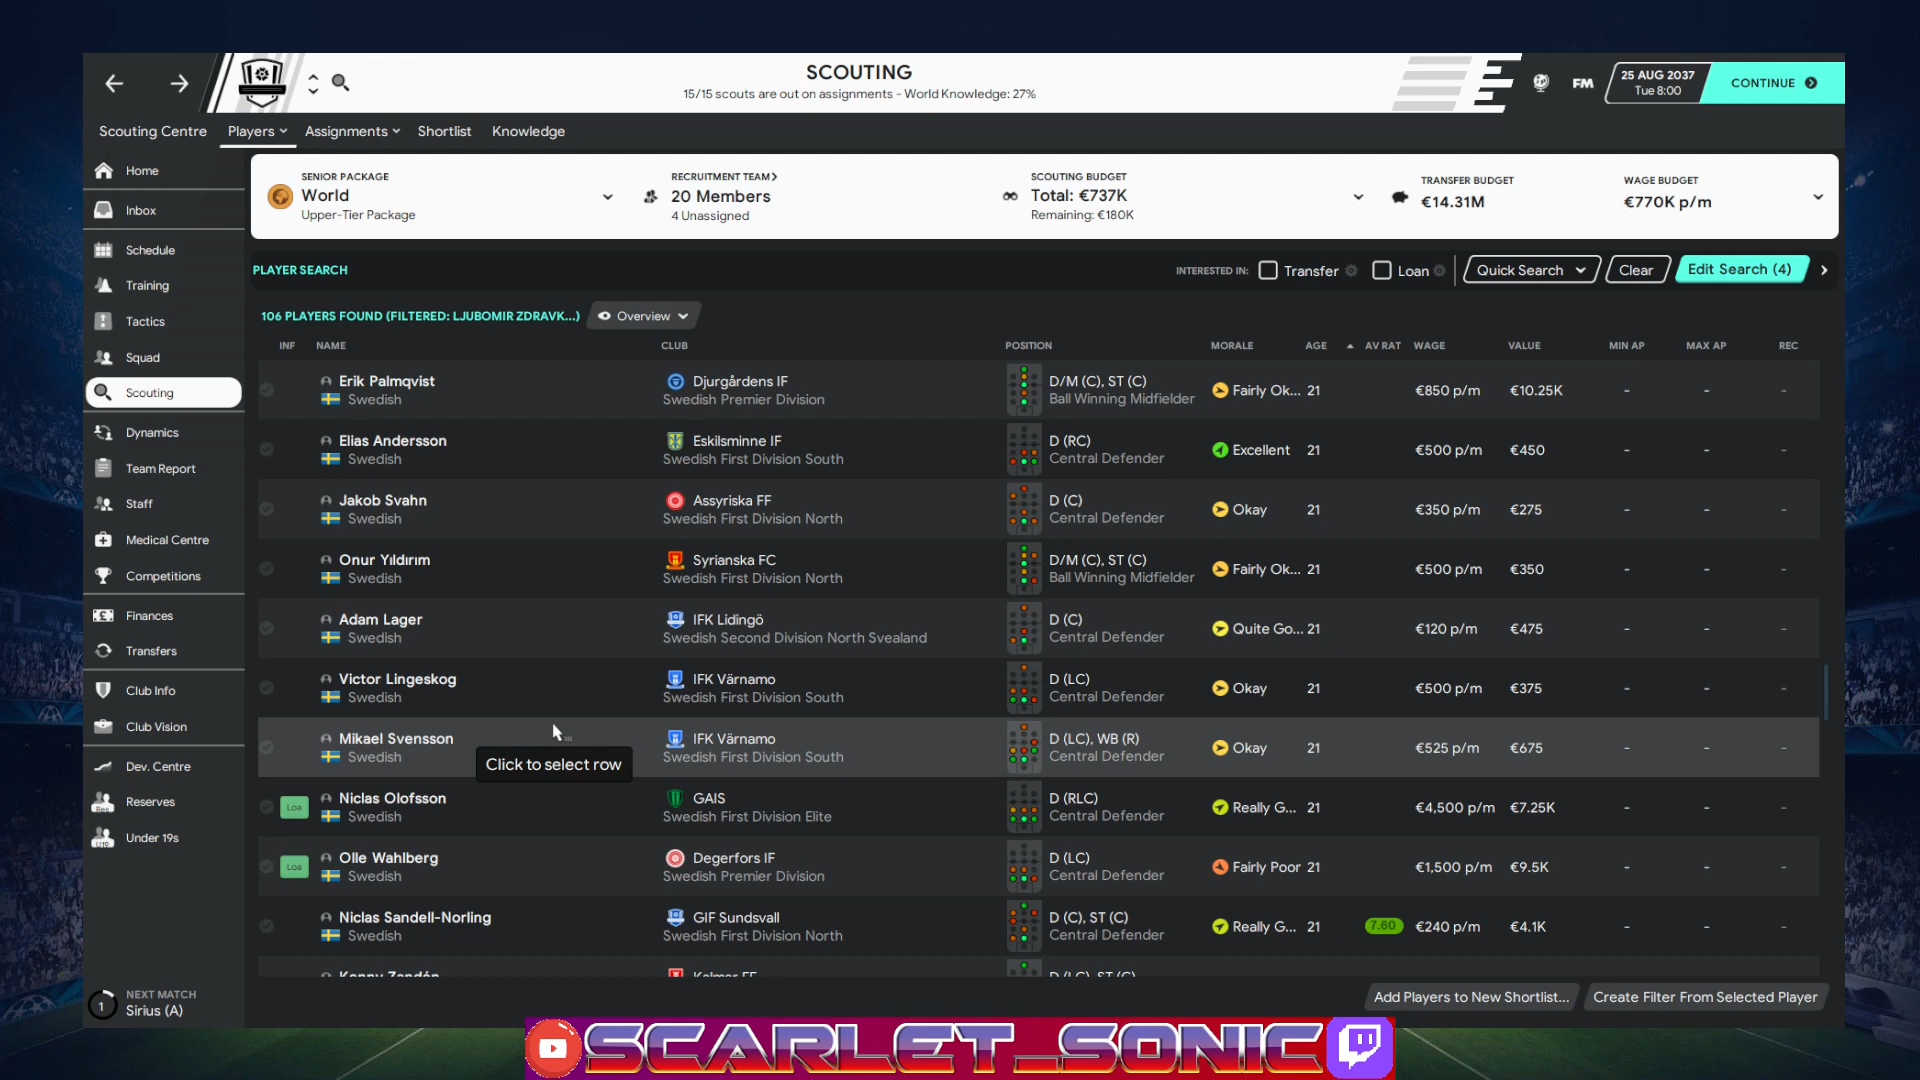 SCOUTING
15/15 scouts are out on assignments - World Knowledge: 27%
FM
25 AUG 2037
Tue 8:00
CONTINUE
Scouting Centre
Players
Assignments
Shortlist
Knowledge
Home
Inbox
Schedule
Training
Tactics
Squad
Scouting
Dynamics
Team Report
Staff
Medical Centre
Competitions
Finances
Transfers
Club Info
Club Vision
Dev. Centre
Reserves
Under 19s
1
NEXT MATCH
Sirius (A)
SENIOR PACKAGE
World
Upper-Tier Package
RECRUITMENT TEAM
20 Members
4 Unassigned
SCOUTING BUDGET
Total: €737K
Remaining: €180K
TRANSFER BUDGET
€14.31M
WAGE BUDGET
€770K p/m
PLAYER SEARCH
INTERESTED IN: Transfer Loan
Quick Search
Clear
Edit Search (4)
106 PLAYERS FOUND (FILTERED: LJUBOMIR ZDRAVK...)
Overview
INF NAME CLUB POSITION MORALE AGE AV RAT WAGE VALUE MIN AP MAX AP REC
Erik Palmqvist Djurgårdens IF D/M (C), ST (C) Fairly Ok... 21 €850 p/m €10.25K - - -
Swedish Swedish Premier Division Ball Winning Midfielder
Elias Andersson Eskilsminne IF D (RC) Excellent 21 €500 p/m €450 - - -
Swedish Swedish First Division South Central Defender
Jakob Svahn Assyriska FF D (C) Okay 21 €350 p/m €275 - - -
Swedish Swedish First Division North Central Defender
Onur Yıldırım Syrianska FC D/M (C), ST (C) Fairly Ok... 21 €500 p/m €350 - - -
Swedish Swedish First Division North Ball Winning Midfielder
Adam Lager IFK Lidingö D (C) Quite Go... 21 €120 p/m €475 - - -
Swedish Swedish Second Division North Svealand Central Defender
Victor Lingeskog IFK Värnamo D (LC) Okay 21 €500 p/m €375 - - -
Swedish Swedish First Division South Central Defender
Mikael Svensson IFK Värnamo D (LC), WB (R) Okay 21 €525 p/m €675 - - -
Swedish Swedish First Division South Central Defender
Click to select row
Loa Niclas Olofsson GAIS D (RLC) Really G... 21 €4,500 p/m €7.25K - - -
Swedish Swedish First Division Elite Central Defender
Loa Olle Wahlberg Degerfors IF D (LC) Fairly Poor 21 €1,500 p/m €9.5K - - -
Swedish Swedish Premier Division Central Defender
Niclas Sandell-Norling GIF Sundsvall D (C), ST (C) Really G... 21 7.60 €240 p/m €4.1K - - -
Swedish Swedish First Division North Central Defender
Kenny Zandén Kalmar FF D (LC), ST (C)
Add Players to New Shortlist...
Create Filter From Selected Player
SCARLET_SONIC